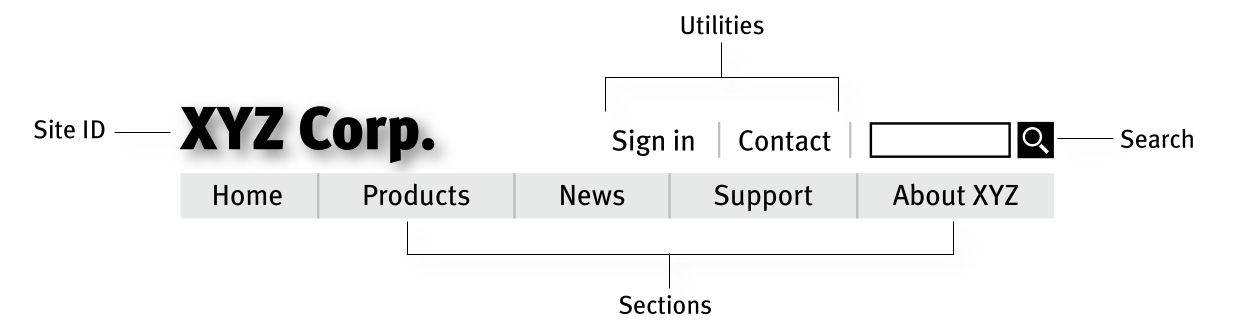 Utilities
Site ID
XYZ Corp.
Sign in
Contact
Search
Home
Products
News
Support
About XYZ
Sections